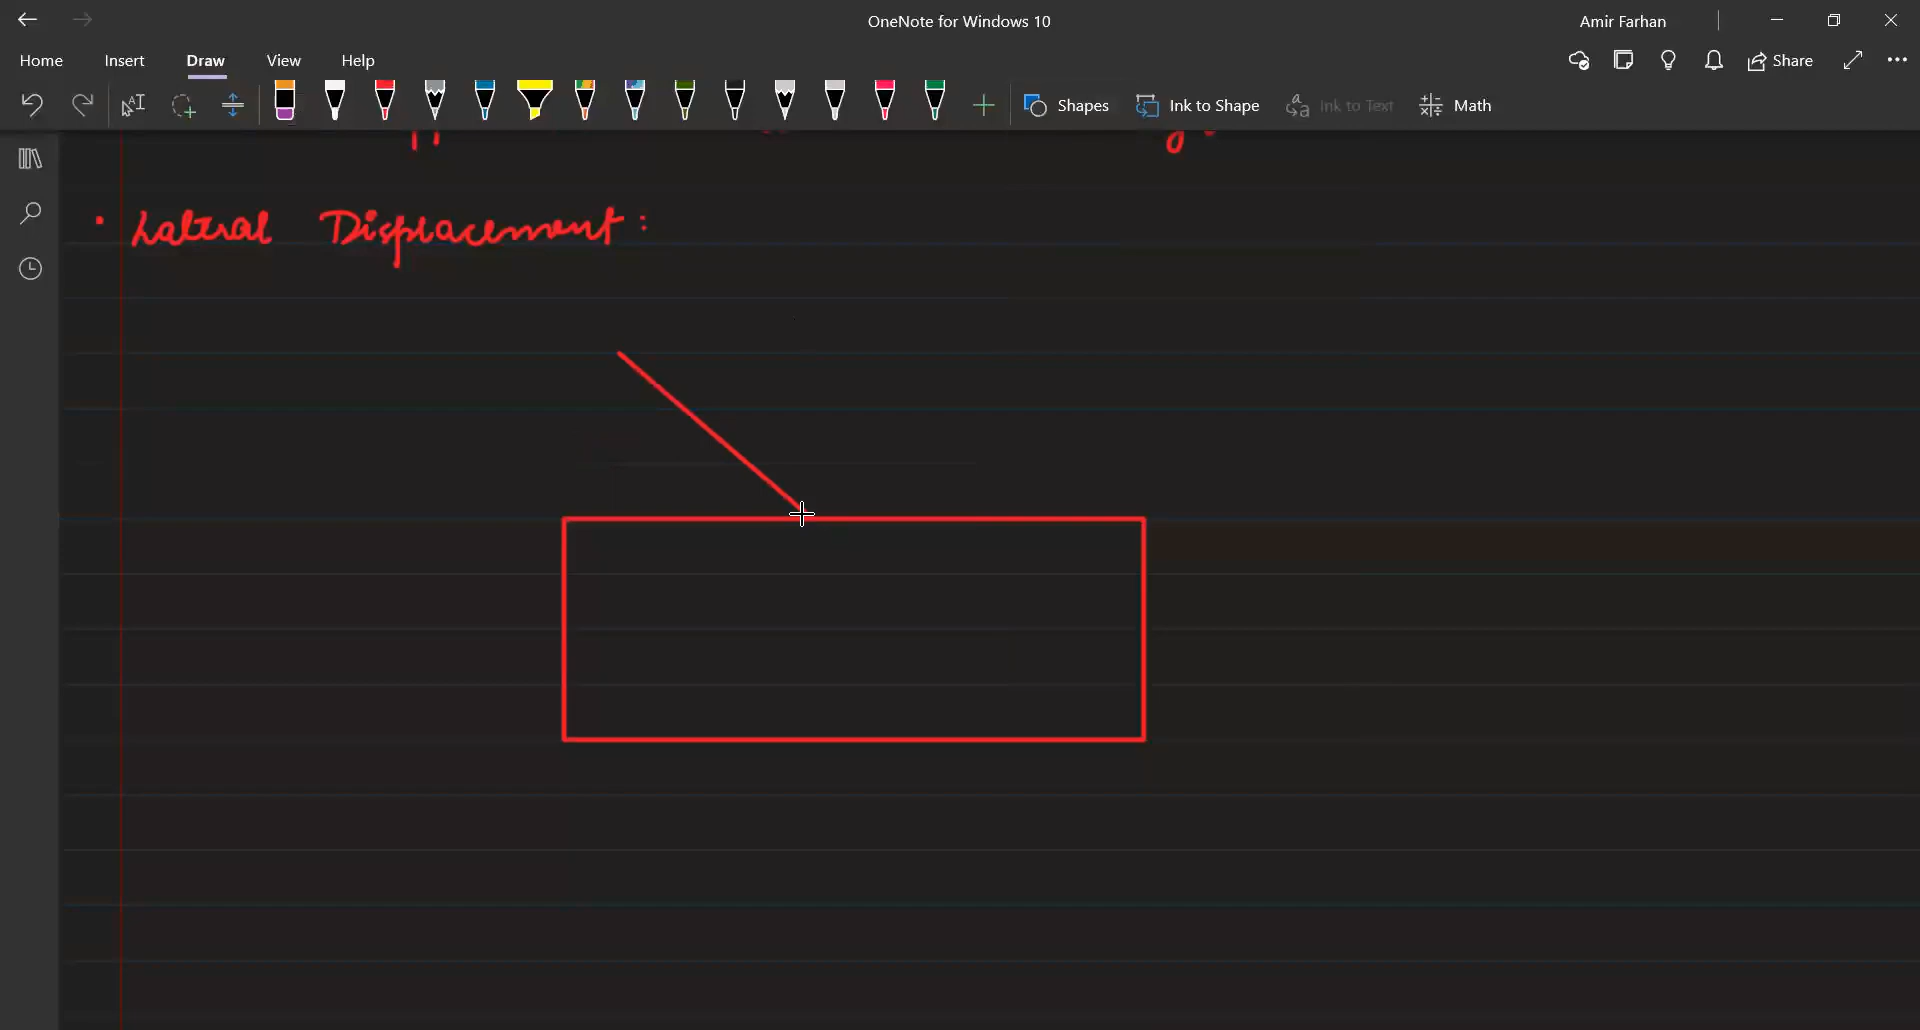 OneNote for Windows 10
Amir Farhan
Home Insert Draw View Help
Share
Shapes Ink to Shape Ink to Text Math
• Lateral Displacement :